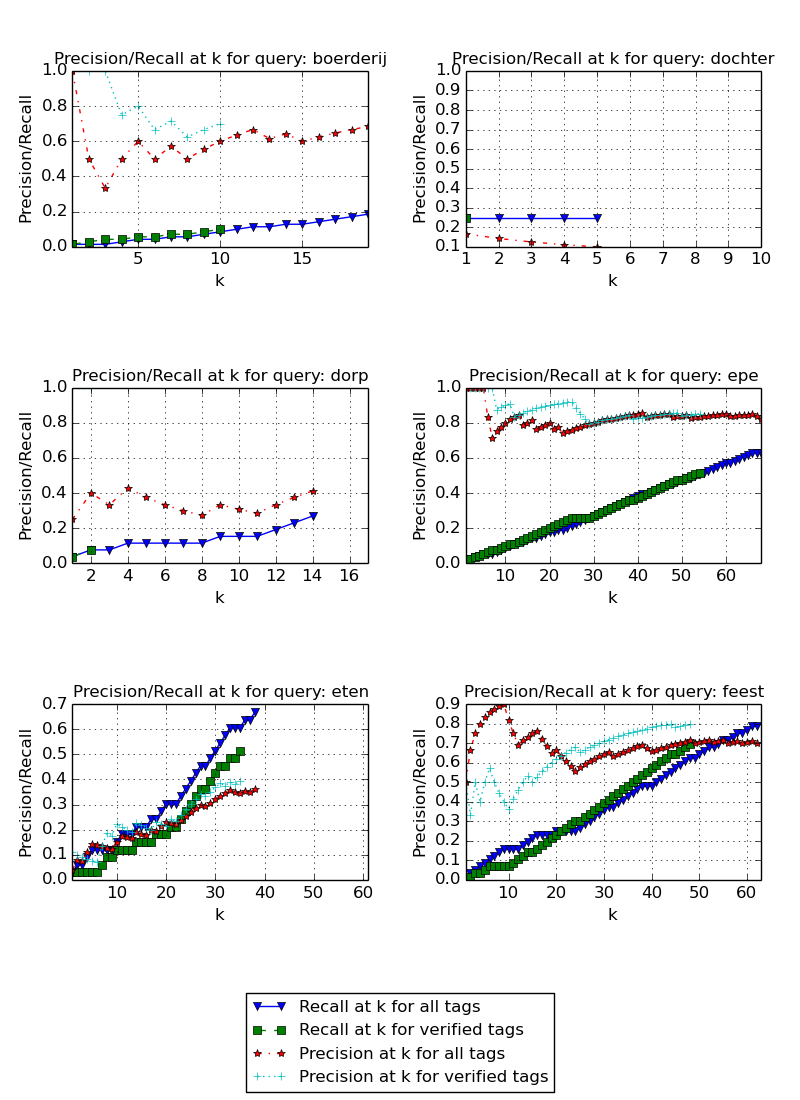 Precision/Recall at k for query: boerderij
1.0
0.8
0.6
0.4
0.2
0.0
Precision/Recall
5 10 15
k
Precision/Recall at k for query: dochter
1.0
0.9
0.8
0.7
0.6
0.5
0.4
0.3
0.2
0.1
Precision/Recall
1 2 3 4 5 6 7 8 9 10
k
Precision/Recall at k for query: dorp
1.0
0.8
0.6
0.4
0.2
0.0
Precision/Recall
2 4 6 8 10 12 14 16
k
Precision/Recall at k for query: epe
1.0
0.8
0.6
0.4
0.2
0.0
Precision/Recall
10 20 30 40 50 60
k
Precision/Recall at k for query: eten
0.7
0.6
0.5
0.4
0.3
0.2
0.1
0.0
Precision/Recall
10 20 30 40 50 60
k
Precision/Recall at k for query: feest
0.9
0.8
0.7
0.6
0.5
0.4
0.3
0.2
0.1
0.0
Precision/Recall
10 20 30 40 50 60
k
Recall at k for all tags
Recall at k for verified tags
Precision at k for all tags
Precision at k for verified tags